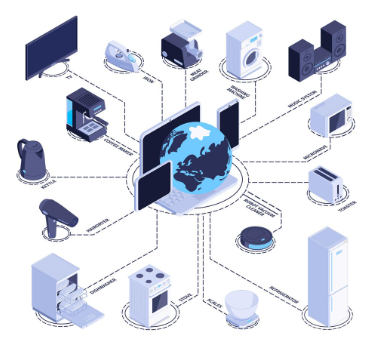 TV
IRON
MEAT
GRINDER
WASHING
MACHINE
MUSIC SYSTEM
COFFEE MAKER
MICROWAVE
KETTLE
TOASTER
HAIRDRYER
ROBOT VACUUM
CLEANER
DISHWASHER
STOVE
SCALES
REFRIGERATOR